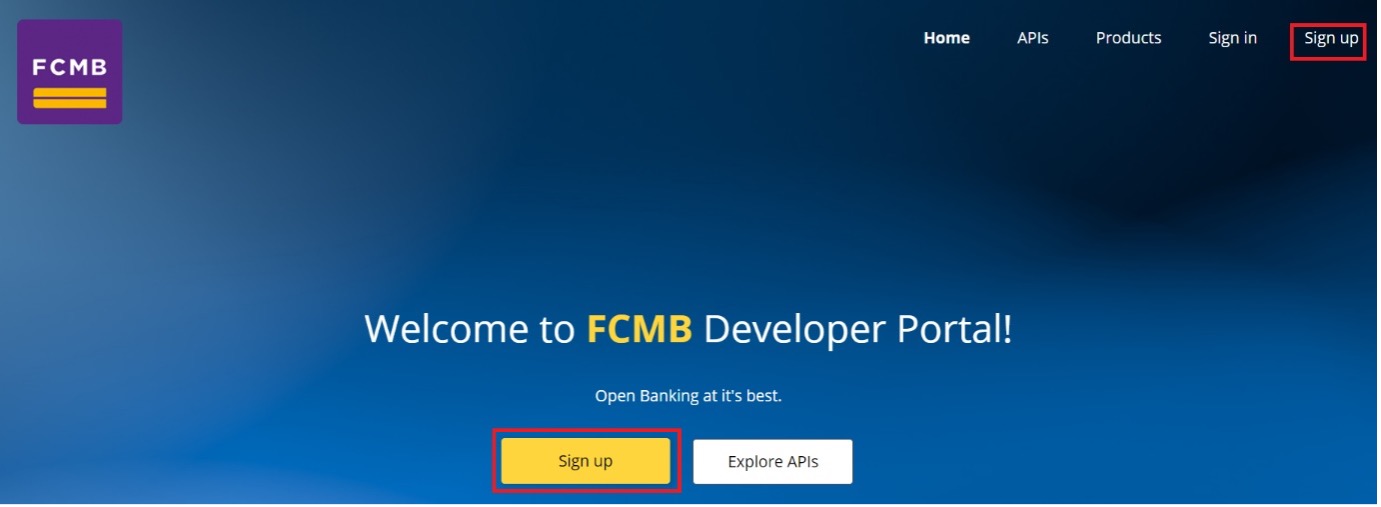 FCMB
Home APIs Products Sign in Sign up
Welcome to FCMB Developer Portal!
Open Banking at it's best.
Sign up Explore APIs